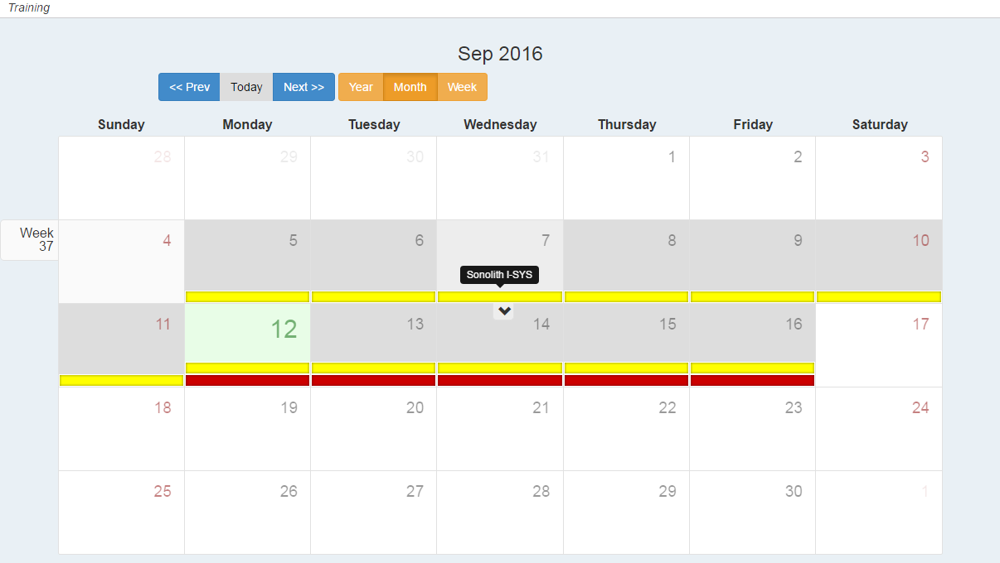 Training
Sep 2016
<< Prev Today Next >> Year Month Week
Sunday Monday Tuesday Wednesday Thursday Friday Saturday
28 29 30 31 1 2 3
Week
37
4 5 6 7 8 9 10
Sonolith I-SYS
11 12 13 14 15 16 17
18 19 20 21 22 23 24
25 26 27 28 29 30 1